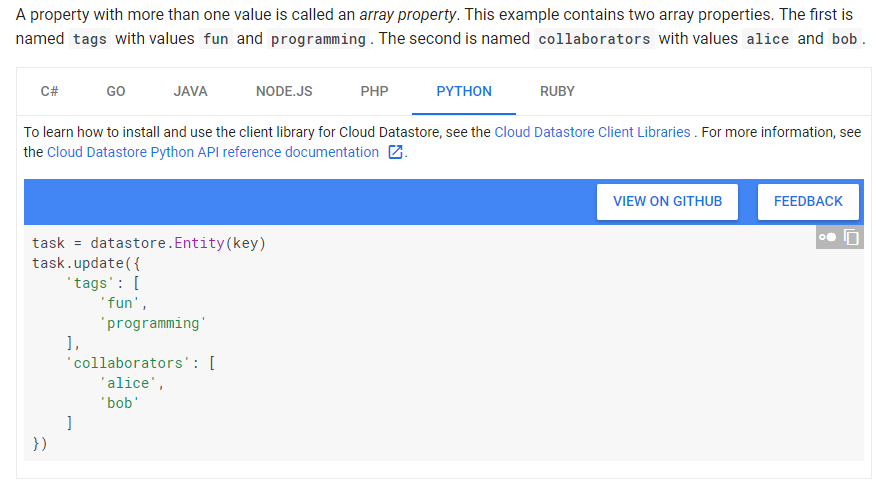 A property with more than one value is called an array property. This example contains two array properties. The first is
named tags with values fun and programming. The second is named collaborators with values alice and bob.
C# GO JAVA NODE.JS PHP PYTHON RUBY
To learn how to install and use the client library for Cloud Datastore, see the Cloud Datastore Client Libraries . For more information, see
the Cloud Datastore Python API reference documentation .
VIEW ON GITHUB FEEDBACK
task = datastore.Entity(key)
task.update({
    'tags': [
        'fun',
        'programming'
    ],
    'collaborators': [
        'alice',
        'bob'
    ]
})